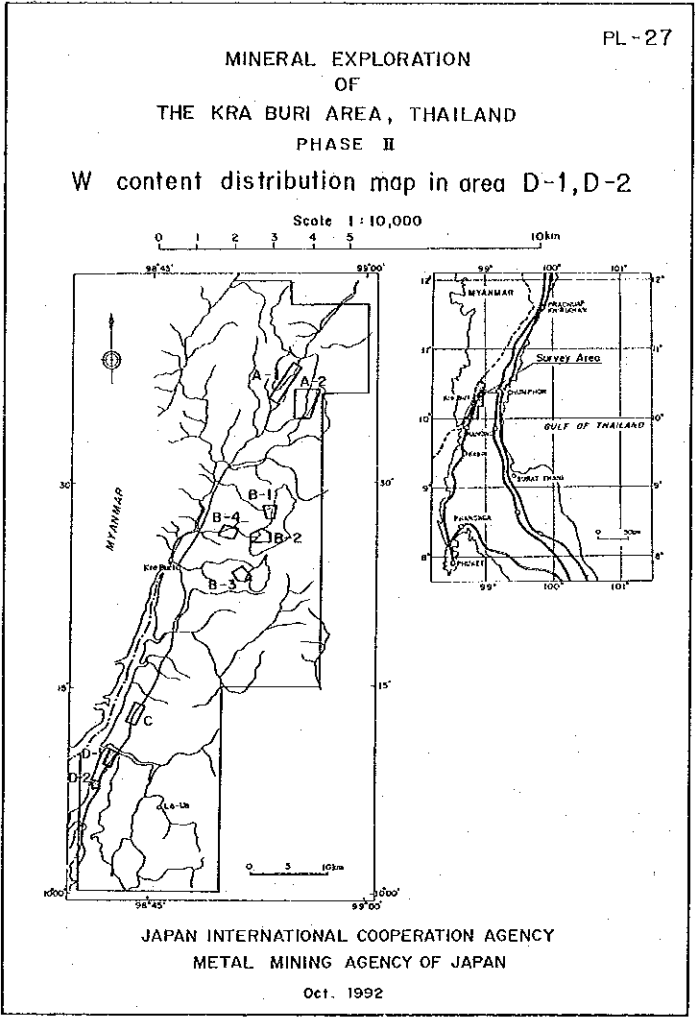 PL-27
MINERAL EXPLORATION
OF
THE KRA BURI AREA, THAILAND
PHASE II
W content distribution map in area D-1, D-2
Scale 1:10,000
0 1 2 3 4 5 10km
98°45'
99°00'
A-1
A-2
30'
MYANMAR
B-1
B-4
B-2
B-3
Kra Buri
15'
C
D-1
D-2
La-Un
0 5 10km
10°00'
10°00'
98°45'
99°00'
99° 100° 101°
12°
12°
MYANMAR
PRACHUAP
KHIRIKHAN
11°
11°
Survey Area
CHUMPHON
10°
10°
GULF OF THAILAND
RANONG
SURAT THANI
9°
9°
PHANGNGA
0 50km
8°
8°
PHUKET
99° 100° 101°
JAPAN INTERNATIONAL COOPERATION AGENCY
METAL MINING AGENCY OF JAPAN
Oct. 1992